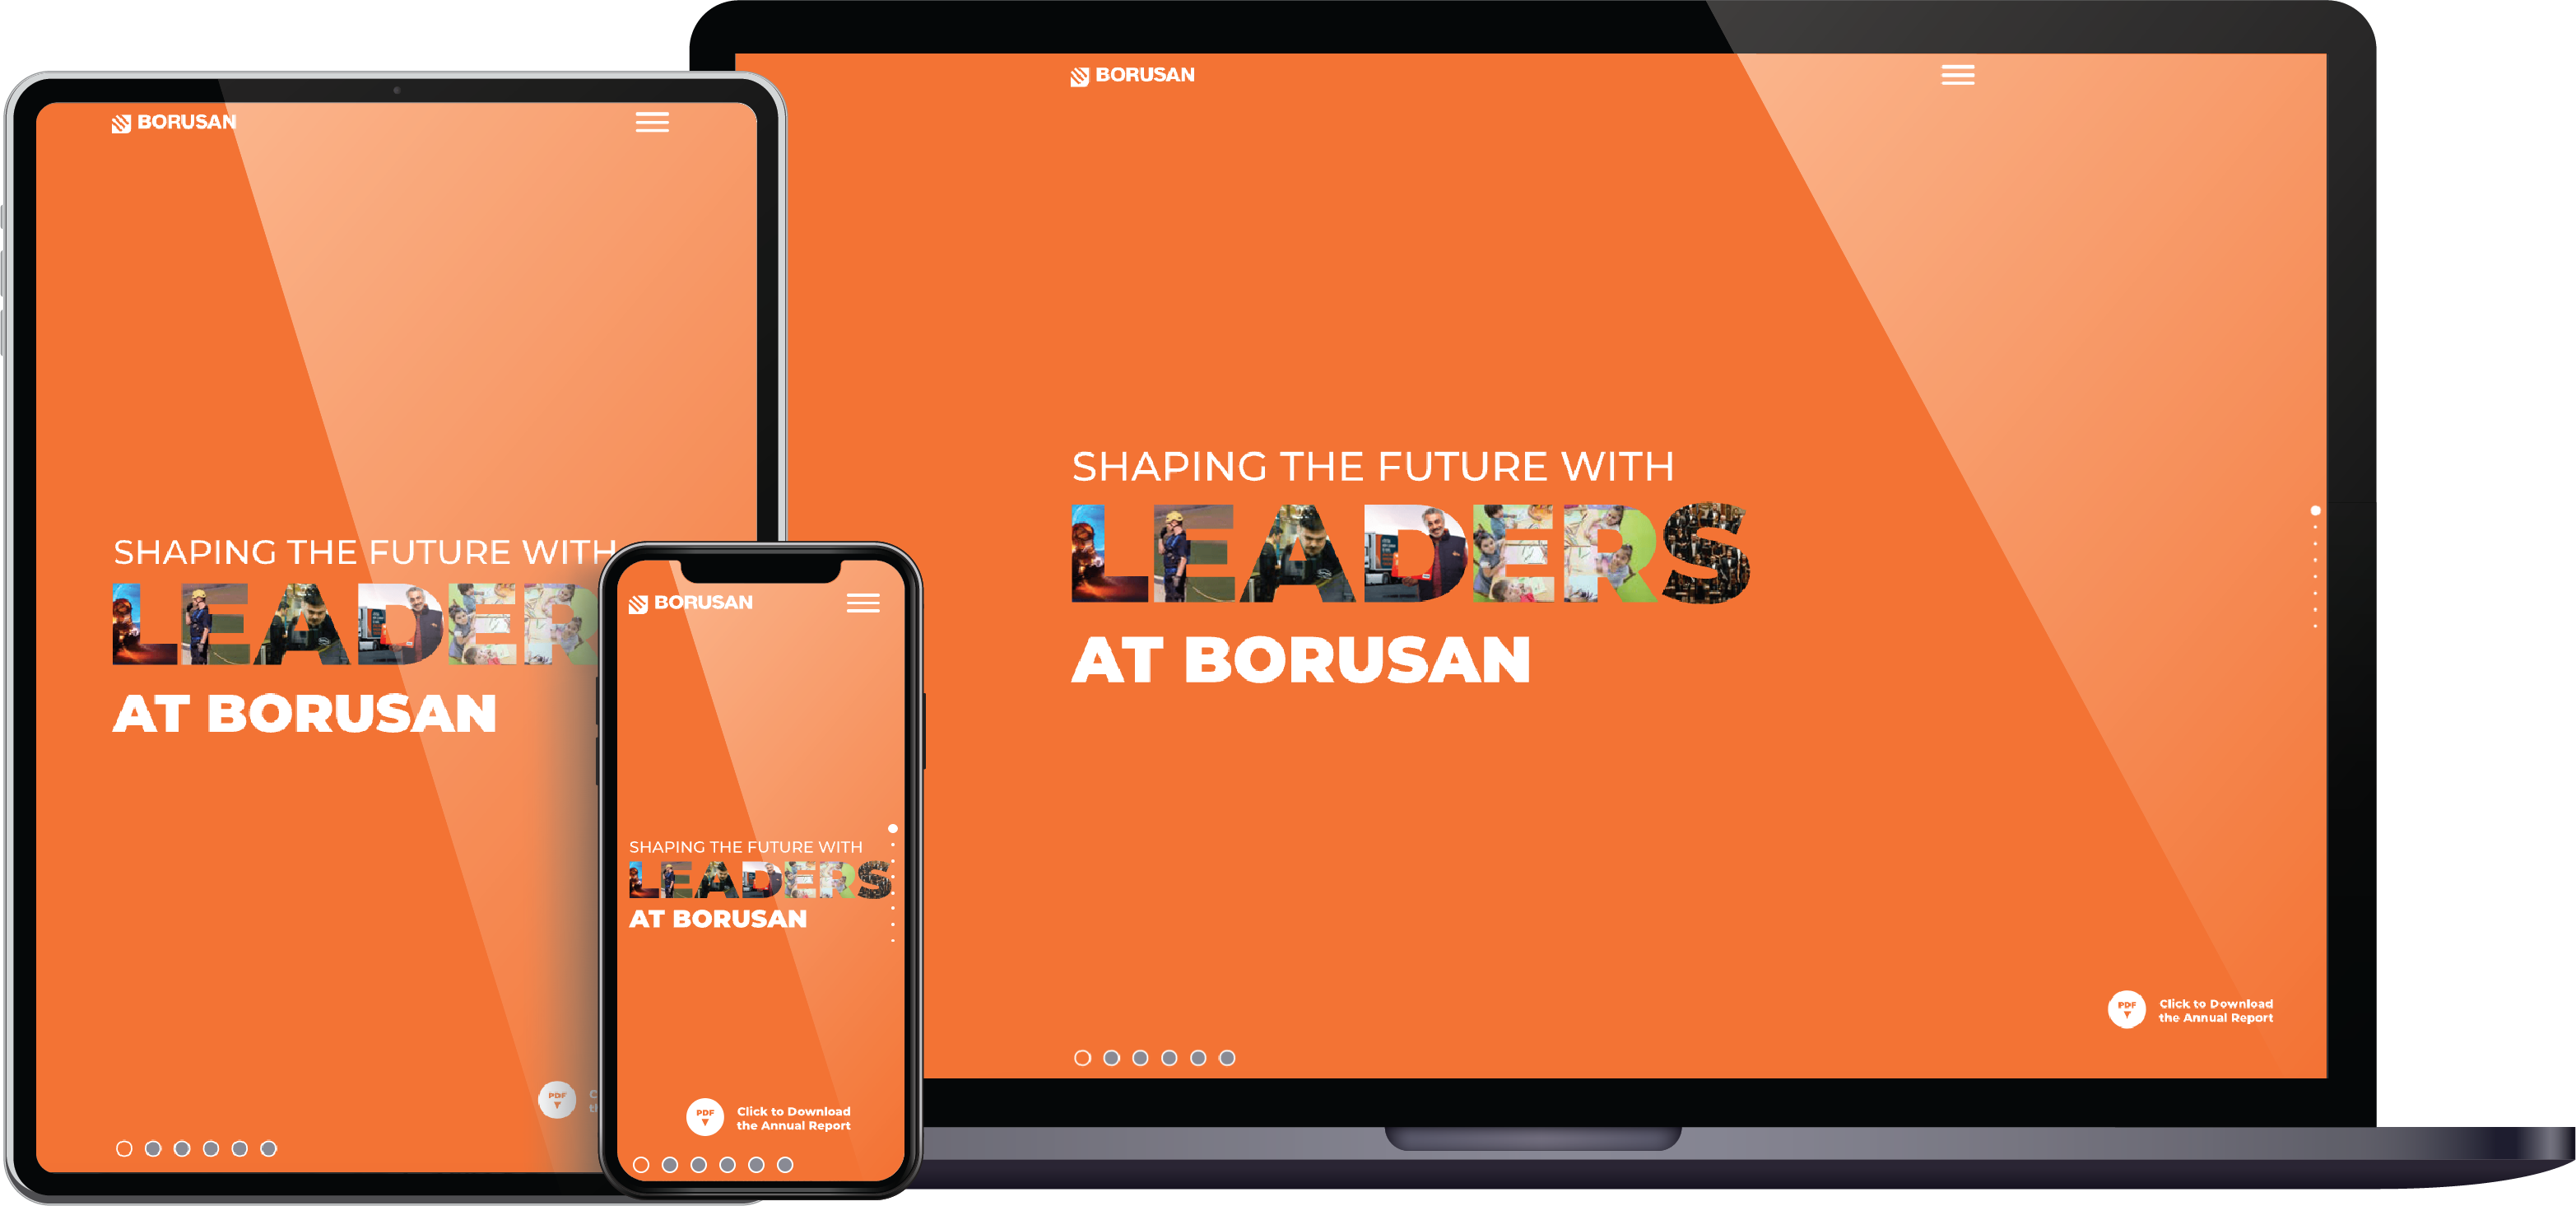 BORUSAN
SHAPING THE FUTURE WITH
LEADER
AT BORUSAN
PDF
BORUSAN
SHAPING THE FUTURE WITH
LEADERS
AT BORUSAN
PDF
Click to Download
the Annual Report
BORUSAN
SHAPING THE FUTURE WITH
LEADERS
AT BORUSAN
PDF
Click to Download
the Annual Report